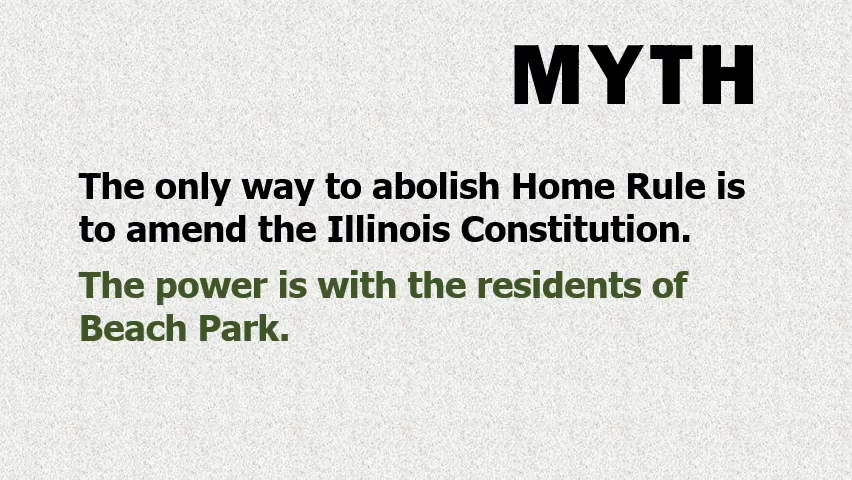 MYTH
The only way to abolish Home Rule is
to amend the Illinois Constitution.
The power is with the residents of
Beach Park.